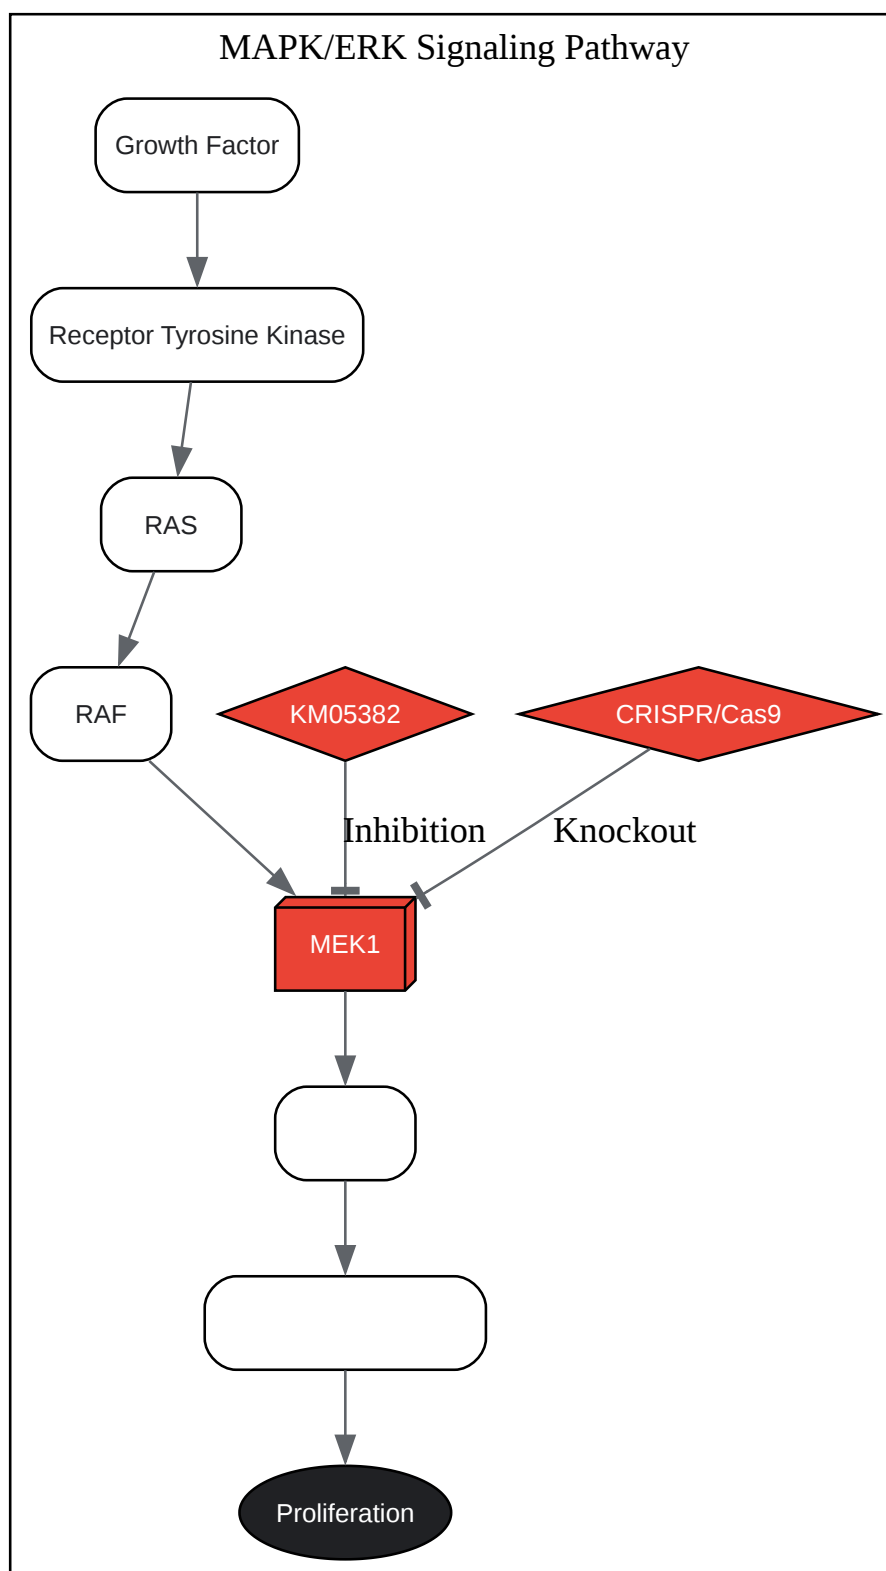 MAPK/ERK Signaling Pathway
Growth Factor
Receptor Tyrosine Kinase
RAS
RAF
KM05382
CRISPR/Cas9
Inhibition
Knockout
MEK1
Proliferation